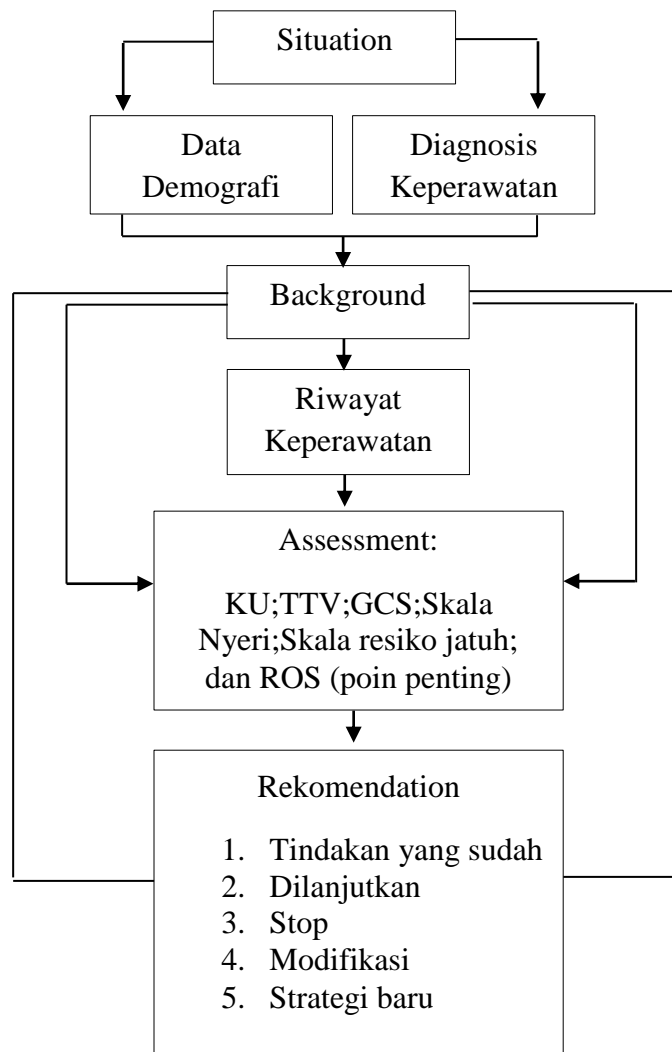 Situation
Data
Demografi
Diagnosis
Keperawatan
Background
Riwayat
Keperawatan
Assessment:
KU;TTV;GCS;Skala
Nyeri;Skala resiko jatuh;
dan ROS (poin penting)
Rekomendation
1. Tindakan yang sudah
2. Dilanjutkan
3. Stop
4. Modifikasi
5. Strategi baru